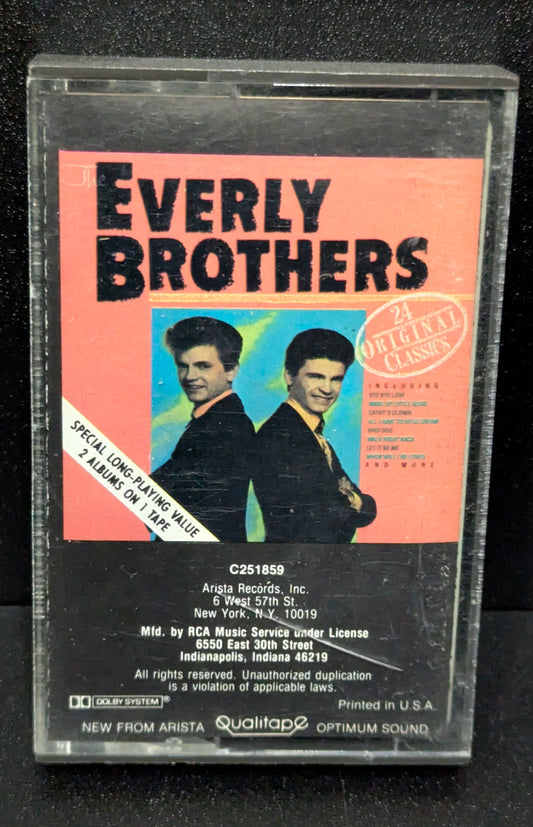 The
EVERLY
BROTHERS
24
ORIGINAL
CLASSICS
INCLUDING
BYE BYE LOVE
WAKE UP LITTLE SUSIE
CATHY'S CLOWN
ALL I HAVE TO DO IS DREAM
BIRD DOG
WALK RIGHT BACK
LET IT BE ME
WHEN WILL I BE LOVED
AND MORE
SPECIAL LONG-PLAYING VALUE
2 ALBUMS ON 1 TAPE
C251859
Arista Records, Inc.
6 West 57th St.
New York, N.Y. 10019
Mfd. by RCA Music Service under License
6550 East 30th Street
Indianapolis, Indiana 46219
All rights reserved. Unauthorized duplication
is a violation of applicable laws.
DOLBY SYSTEM®
Printed in U.S.A.
NEW FROM ARISTA Qualitape OPTIMUM SOUND